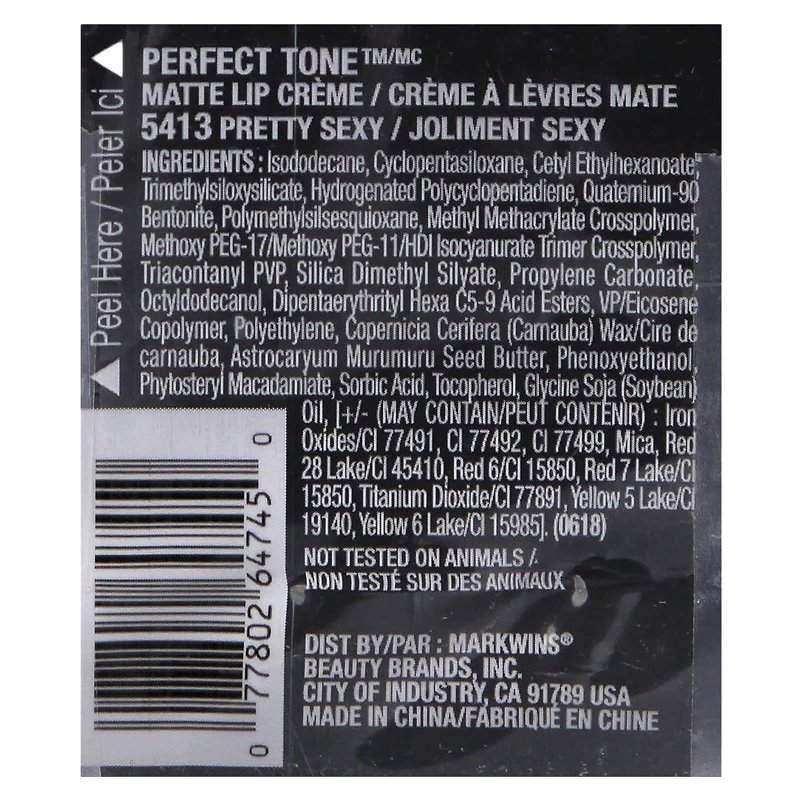 PERFECT TONE™/MC
MATTE LIP CRÈME / CRÈME À LÈVRES MATE
5413 PRETTY SEXY / JOLIMENT SEXY
INGREDIENTS : Isododecane, Cyclopentasiloxane, Cetyl Ethylhexanoate,
Trimethylsiloxysilicate, Hydrogenated Polycyclopentadiene, Quaternium-90
Bentonite, Polymethylsilsesquioxane, Methyl Methacrylate Crosspolymer,
Methoxy PEG-17/Methoxy PEG-11/HDI Isocyanurate Trimer Crosspolymer,
Triacontanyl PVP, Silica Dimethyl Silyate, Propylene Carbonate,
Octyldodecanol, Dipentaerythrityl Hexa C5-9 Acid Esters, VP/Eicosene
Copolymer, Polyethylene, Copernicia Cerifera (Carnauba) Wax/Cire de
carnauba, Astrocaryum Murumuru Seed Butter, Phenoxyethanol,
Phytosteryl Macadamiate, Sorbic Acid, Tocopherol, Glycine Soja (Soybean)
Oil, [+/- (MAY CONTAIN/PEUT CONTENIR) : Iron
Oxides/CI 77491, CI 77492, CI 77499, Mica, Red
28 Lake/CI 45410, Red 6/CI 15850, Red 7 Lake/CI
15850, Titanium Dioxide/CI 77891, Yellow 5 Lake/CI
19140, Yellow 6 Lake/CI 15985]. (0618)
NOT TESTED ON ANIMALS /
NON TESTÉ SUR DES ANIMAUX
DIST BY/PAR : MARKWINS®
BEAUTY BRANDS, INC.
CITY OF INDUSTRY, CA 91789 USA
MADE IN CHINA/FABRIQUÉ EN CHINE
Peel Here / Peler Ici
0 77802 64745 0